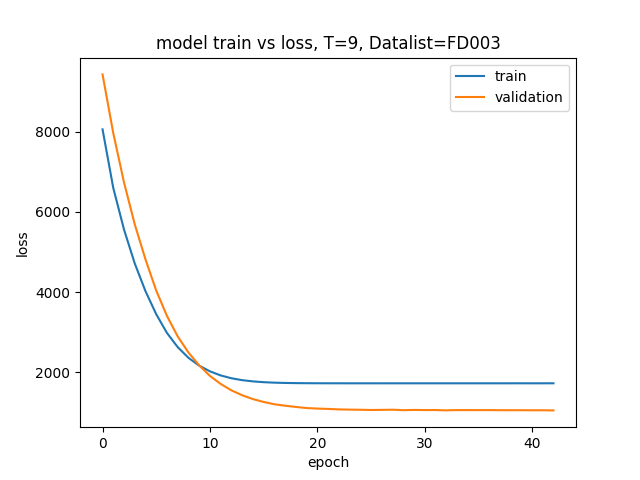 model train vs loss, T=9, Datalist=FD003
train
validation
8000
6000
4000
2000
loss
0
10
20
30
40
epoch